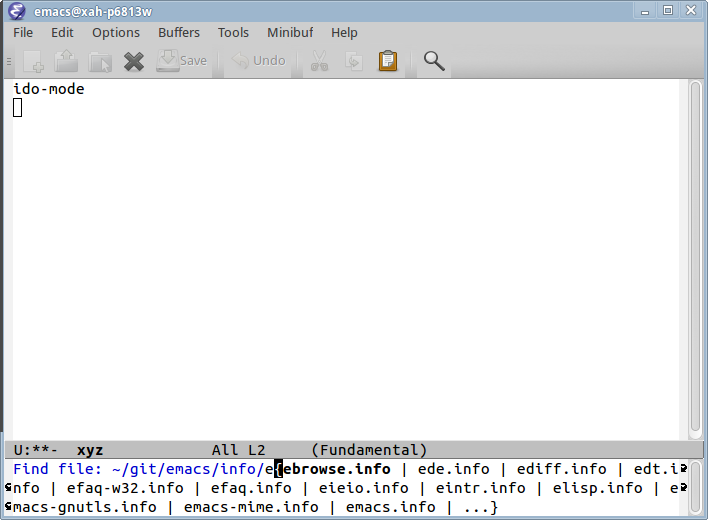 emacs@xah-p6813w
File Edit Options Buffers Tools Minibuf Help
Save Undo
ido-mode
U:**- xyz All L2 (Fundamental)
Find file: ~/git/emacs/info/e{ebrowse.info | ede.info | ediff.info | edt.i
nfo | efaq-w32.info | efaq.info | eieio.info | eintr.info | elisp.info | e
macs-gnutls.info | emacs-mime.info | emacs.info | ...}